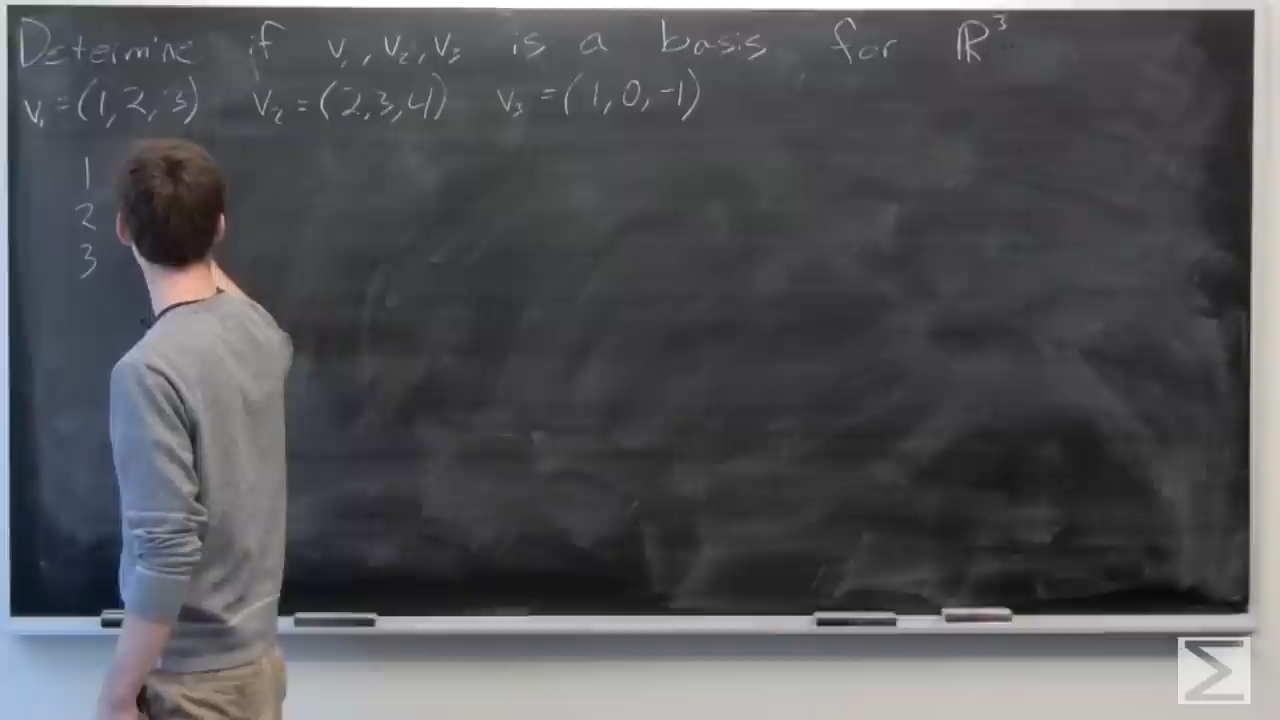 Determine if v₁, v₂, v₃ is a basis for ℝ³
v₁ = (1, 2, 3) v₂ = (2, 3, 4) v₃ = (1, 0, -1)
1
2
3
Σ